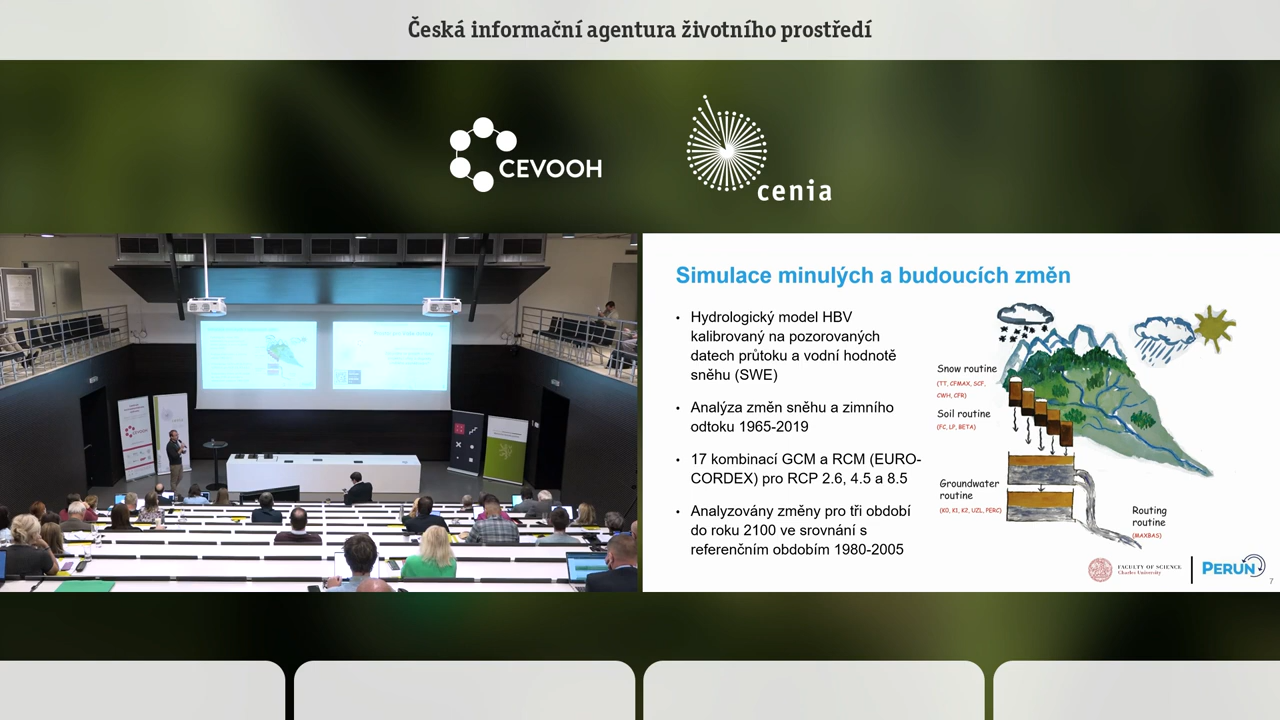 Česká informační agentura životního prostředí
CEVOOH
cenia
Simulace minulých a budoucích změn
• Hydrologický model HBV
kalibrovaný na pozorovaných
datech průtoku a vodní hodnotě
sněhu (SWE)
• Analýza změn sněhu a zimního
odtoku 1965-2019
• 17 kombinací GCM a RCM (EURO-
CORDEX) pro RCP 2.6, 4.5 a 8.5
• Analyzovány změny pro tři období
do roku 2100 ve srovnání s
referenčním obdobím 1980-2005
Snow routine
(TT, CFMAX, SCF,
CWH, CFR)
Soil routine
(FC, LP, BETA)
Groundwater
routine
(K0, K1, K2, UZL, PERC)
Routing
routine
(MAXBAS)
FACULTY OF SCIENCE
Charles University
PERUN
7